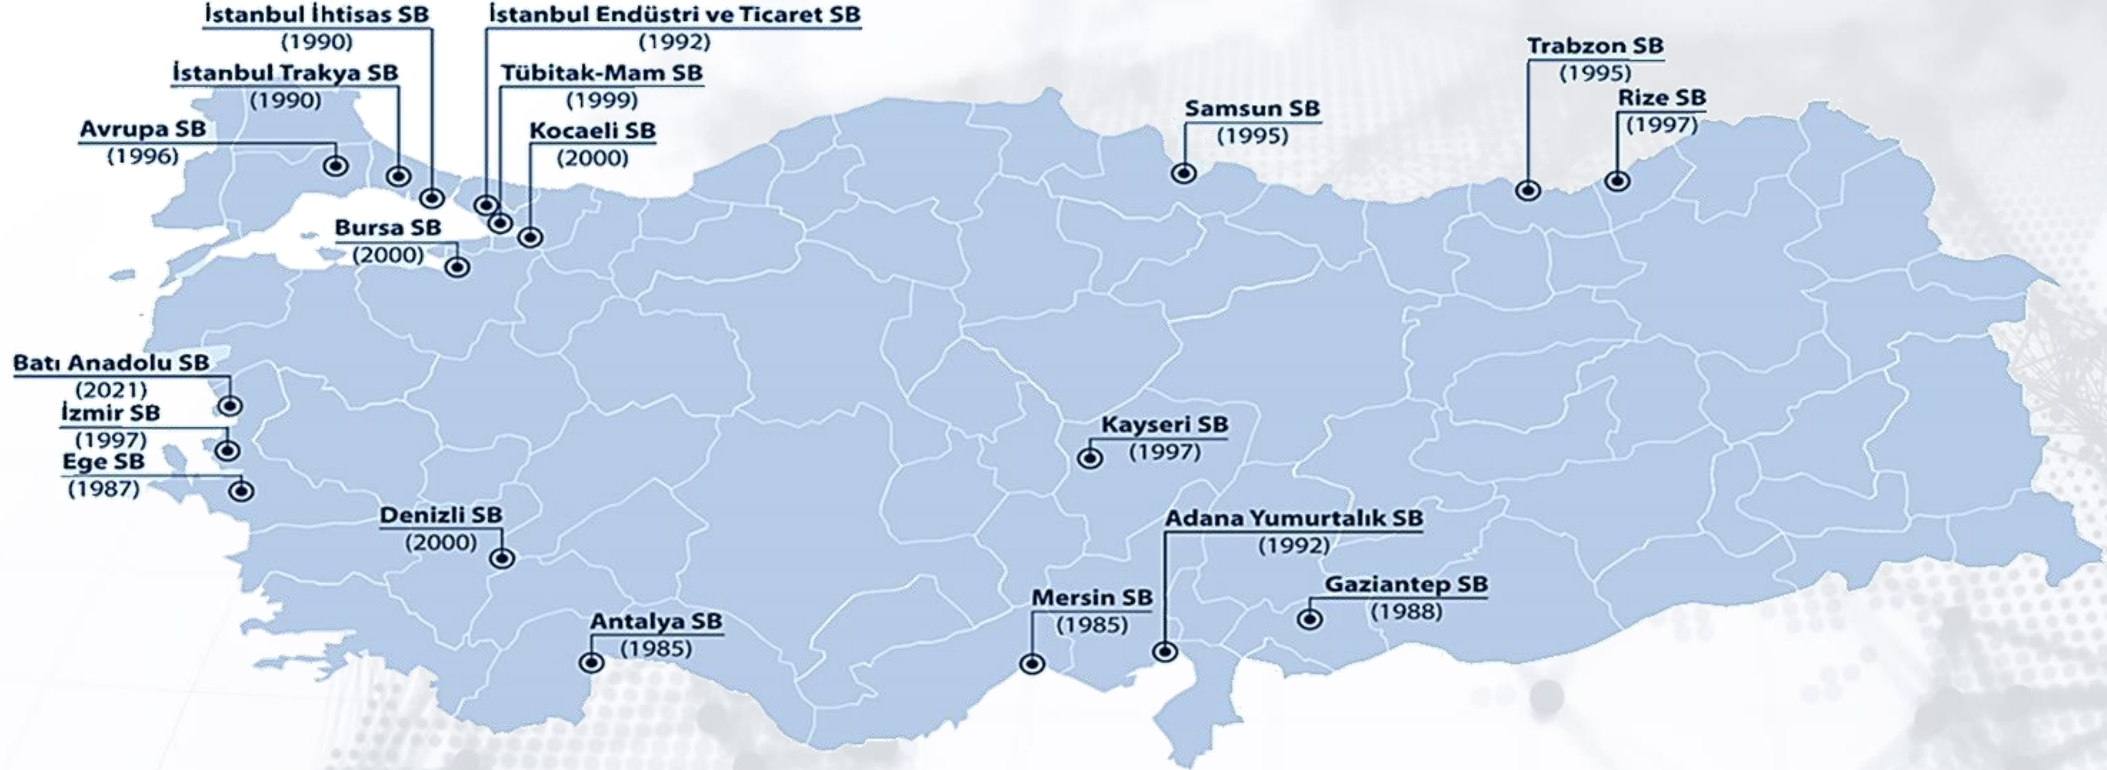 İstanbul İhtisas SB
(1990)
İstanbul Endüstri ve Ticaret SB
(1992)
İstanbul Trakya SB
(1990)
Tübitak-Mam SB
(1999)
Avrupa SB
(1996)
Kocaeli SB
(2000)
Bursa SB
(2000)
Samsun SB
(1995)
Trabzon SB
(1995)
Rize SB
(1997)
Batı Anadolu SB
(2021)
İzmir SB
(1997)
Ege SB
(1987)
Denizli SB
(2000)
Antalya SB
(1985)
Kayseri SB
(1997)
Mersin SB
(1985)
Adana Yumurtalık SB
(1992)
Gaziantep SB
(1988)